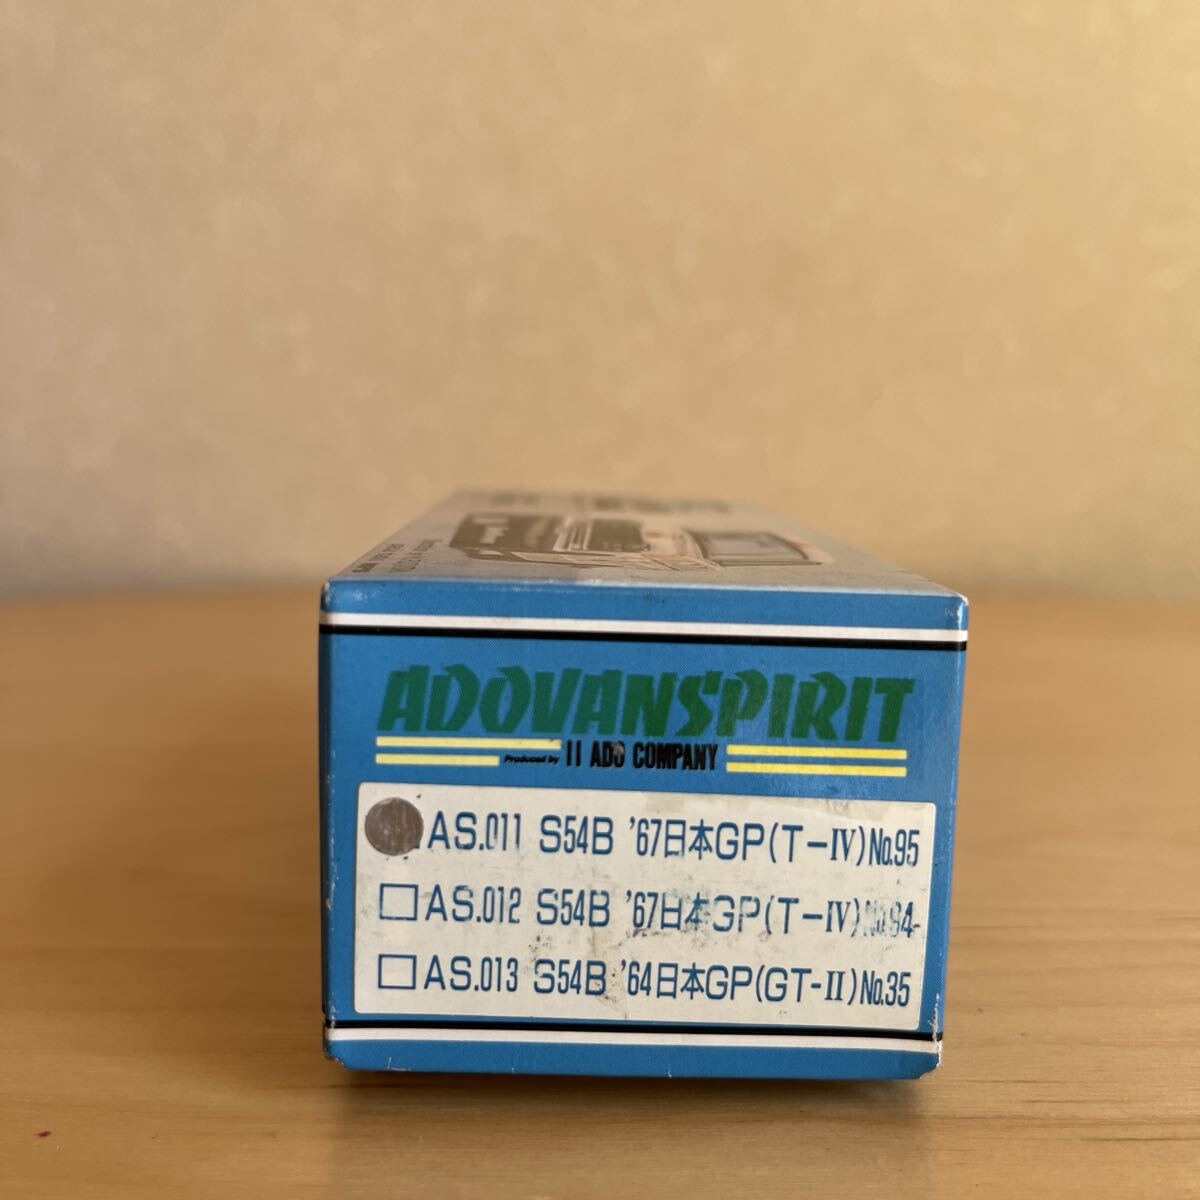 ADOVANSPIRIT
Produced by II ADO COMPANY
AS.011 S54B '67日本GP(T-IV)No.95
AS.012 S54B '67日本GP(T-IV)No.94
AS.013 S54B '64日本GP(GT-II)No.35